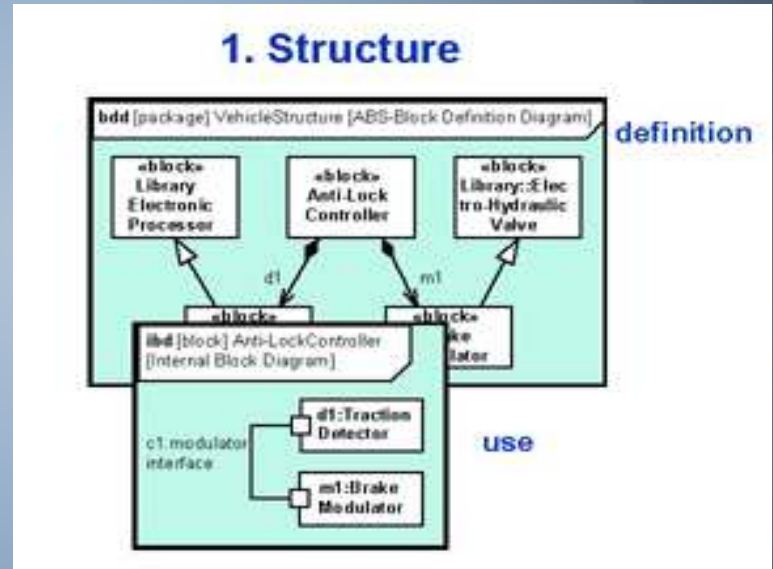 1. Structure
bdd [package] VehicleStructure [ABS-Block Definition Diagram]
definition
«block»
Library
Electronic
Processor
«block»
Anti-Lock
Controller
«block»
Library::Elec
tro-Hydraulic
Valve
d1
m1
«block»
«block»
ibd [block] Anti-LockController
[Internal Block Diagram]
c1:modulator
interface
d1:Traction
Detector
m1:Brake
Modulator
use